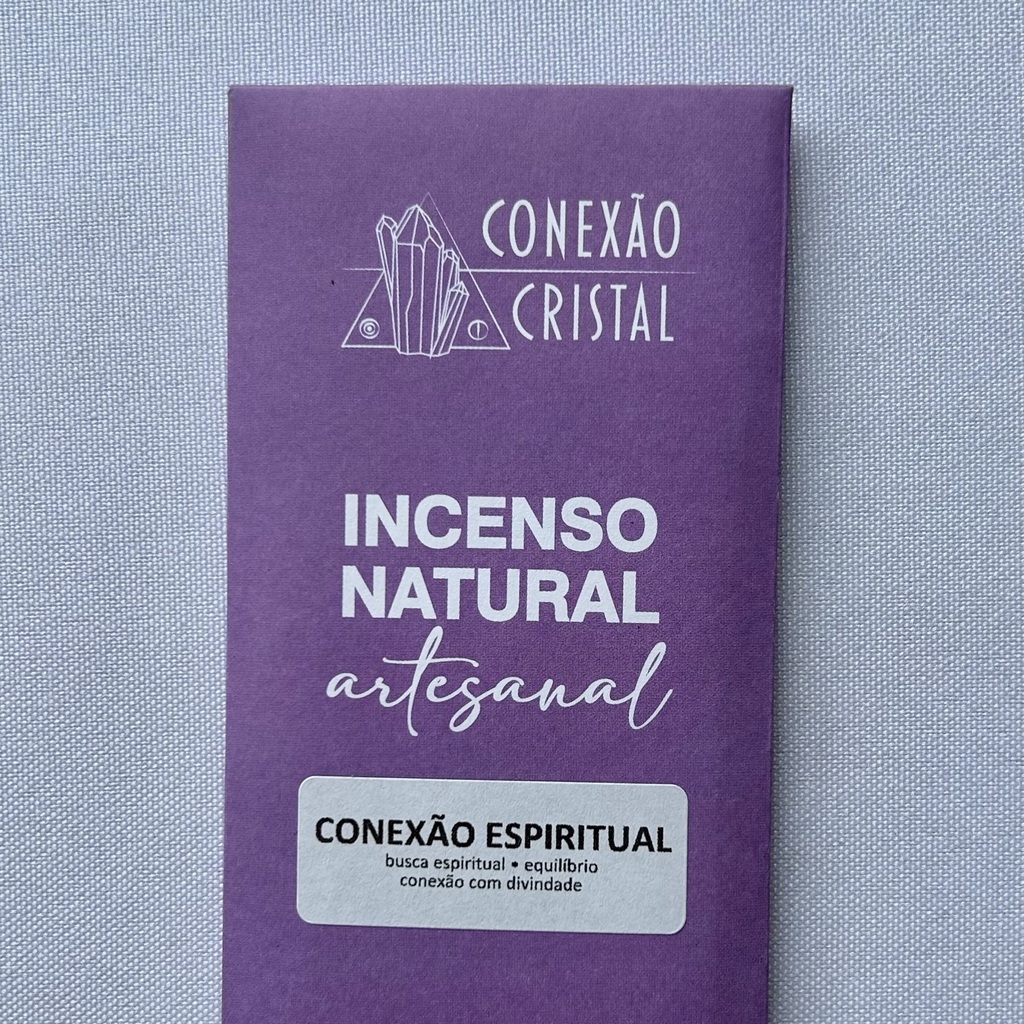 CONEXÃO
CRISTAL
INCENSO
NATURAL
artesanal
CONEXÃO ESPIRITUAL
busca espiritual • equilíbrio
conexão com divindade